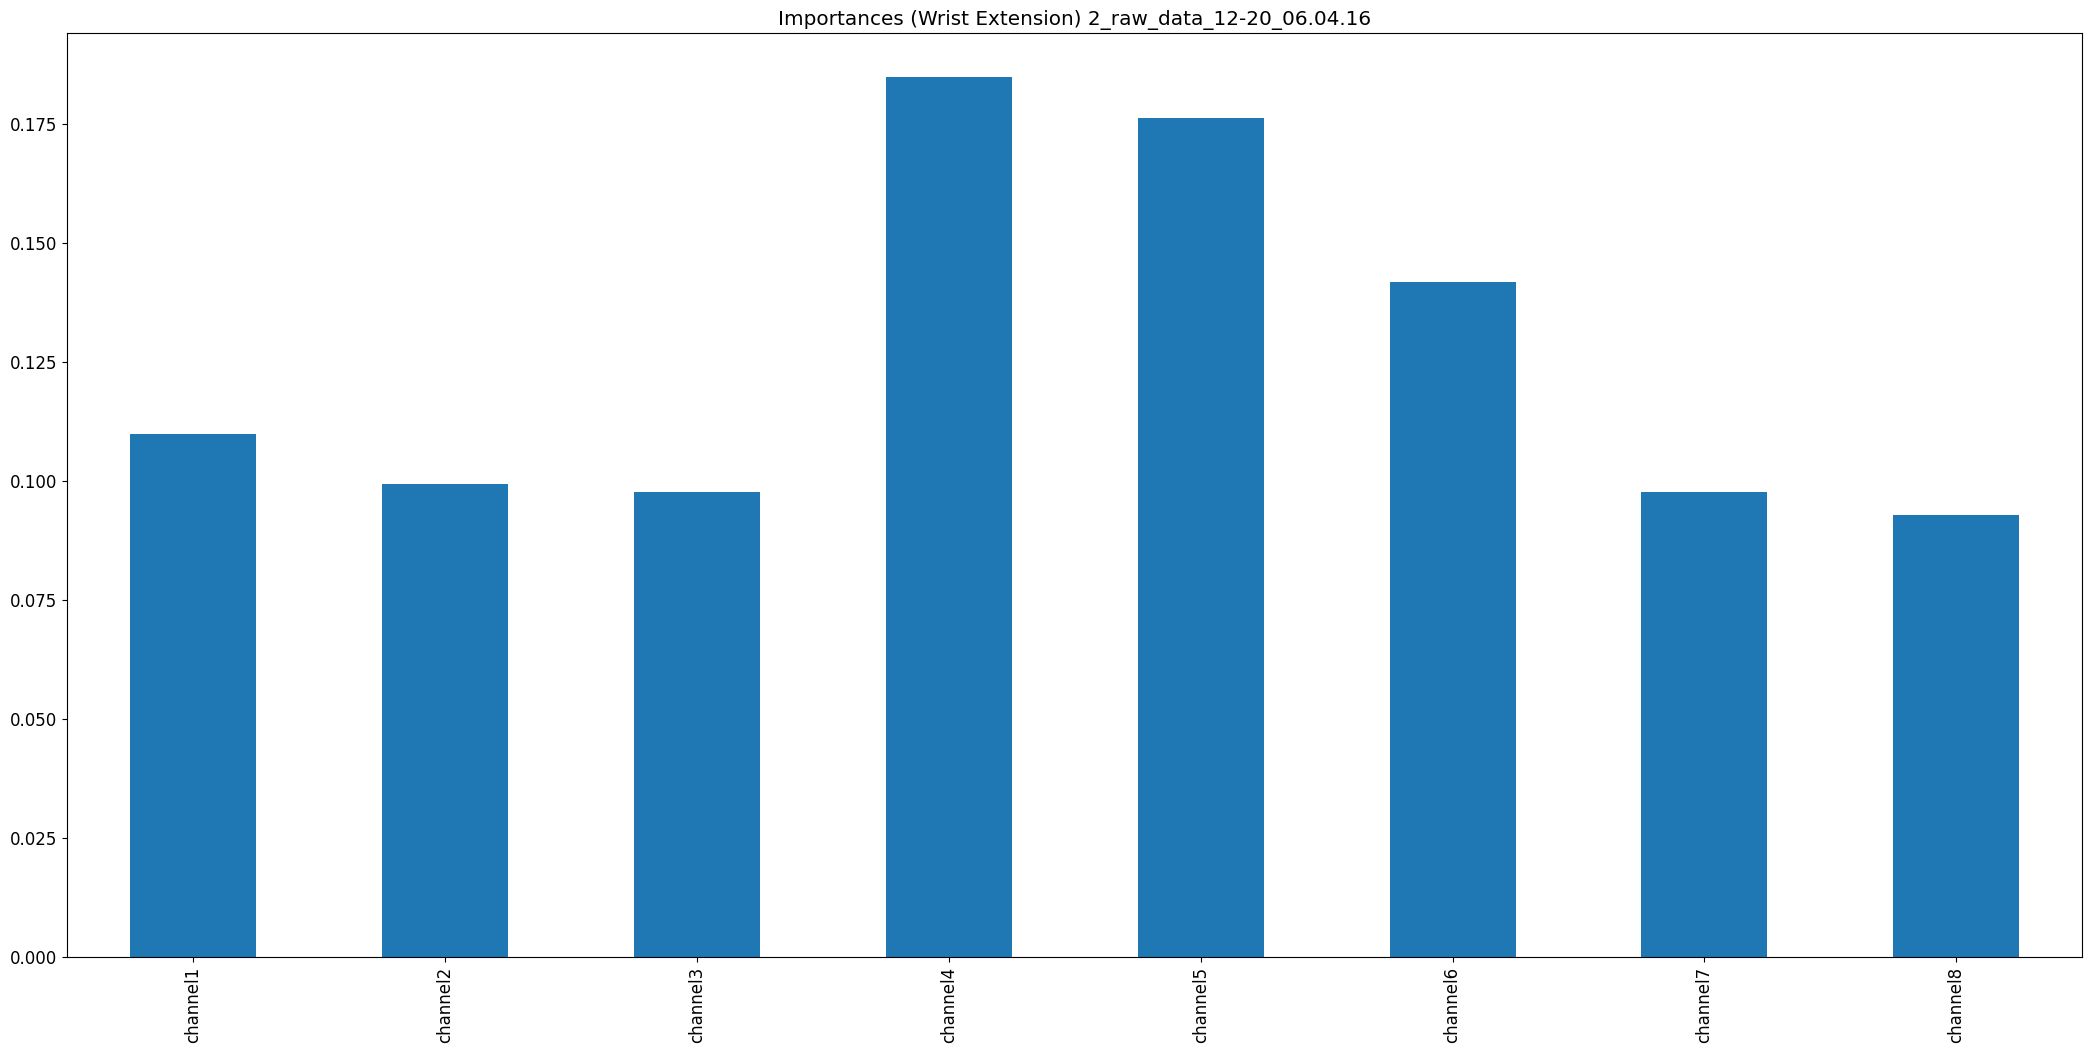 Importances (Wrist Extension) 2_raw_data_12-20_06.04.16
0.175
0.150
0.125
0.100
0.075
0.050
0.025
0.000
channel1
channel2
channel3
channel4
channel5
channel6
channel7
channel8